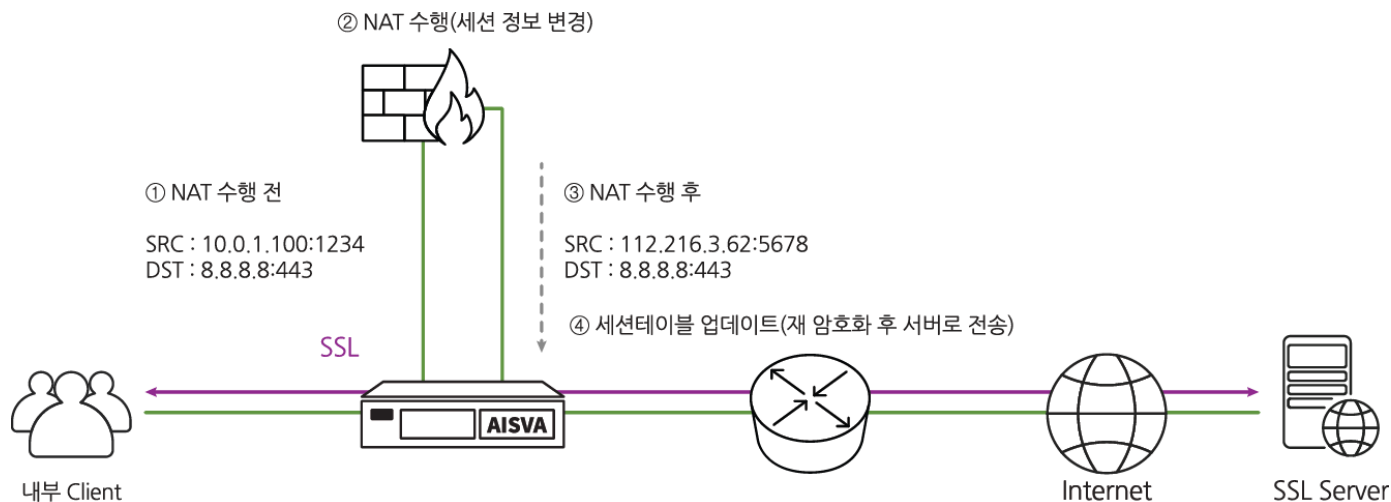 ② NAT 수행(세션 정보 변경)
① NAT 수행 전
SRC : 10.0.1.100:1234
DST : 8.8.8.8:443
③ NAT 수행 후
SRC : 112.216.3.62:5678
DST : 8.8.8.8:443
④ 세션테이블 업데이트(재 암호화 후 서버로 전송)
SSL
AISVA
내부 Client
Internet
SSL Server